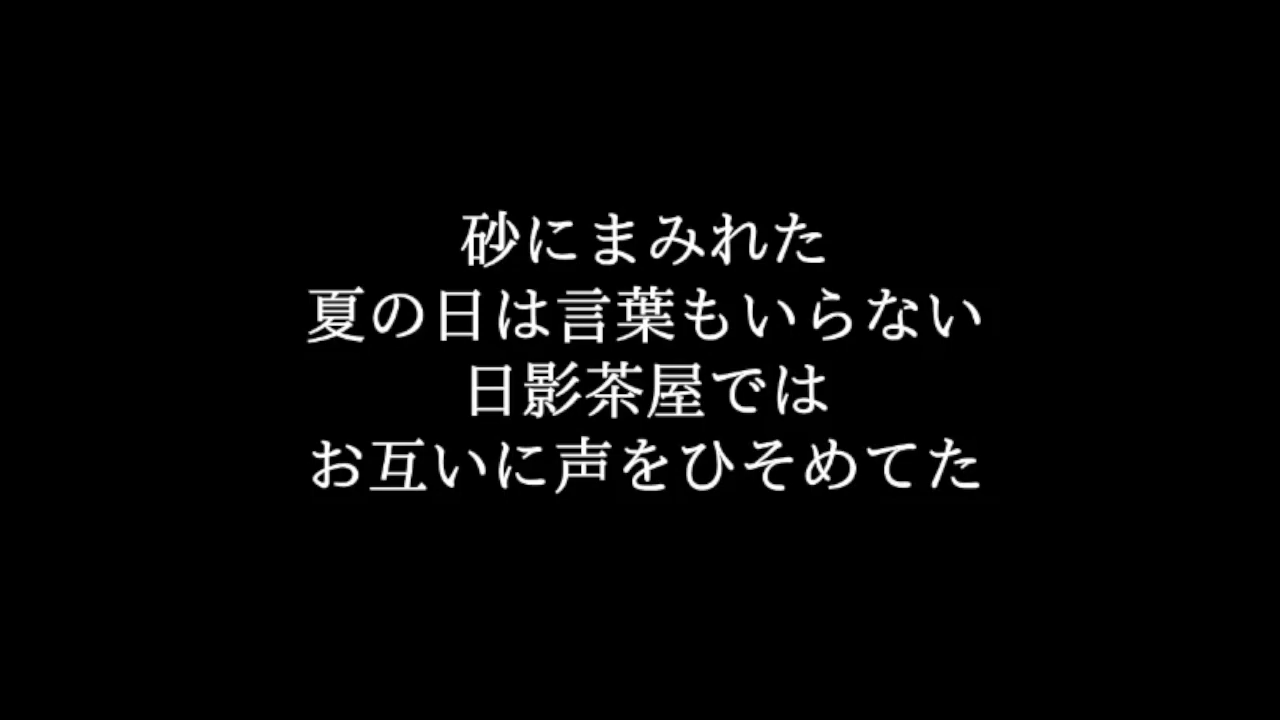 砂にまみれた
夏の日は言葉もいらない
日影茶屋では
お互いに声をひそめてた